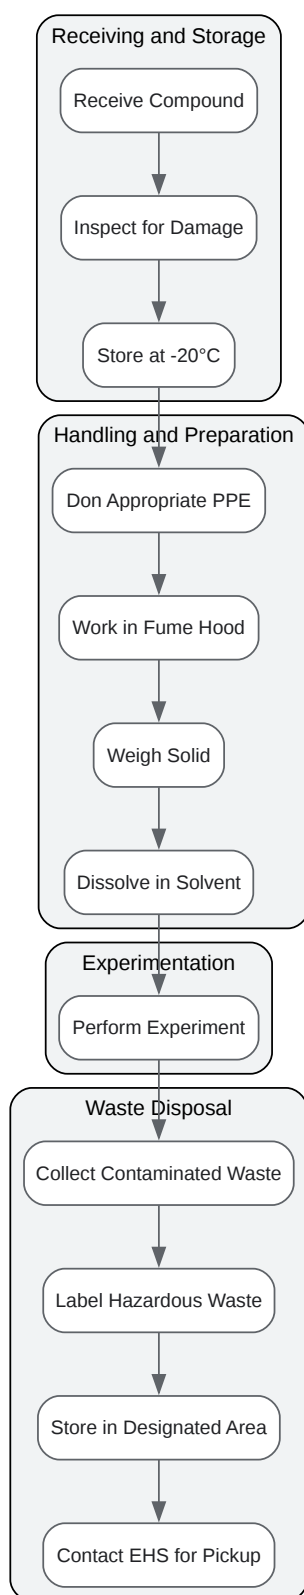 Receiving and Storage
Receive Compound
Inspect for Damage
Store at -20°C
Handling and Preparation
Don Appropriate PPE
Work in Fume Hood
Weigh Solid
Dissolve in Solvent
Experimentation
Perform Experiment
Waste Disposal
Collect Contaminated Waste
Label Hazardous Waste
Store in Designated Area
Contact EHS for Pickup